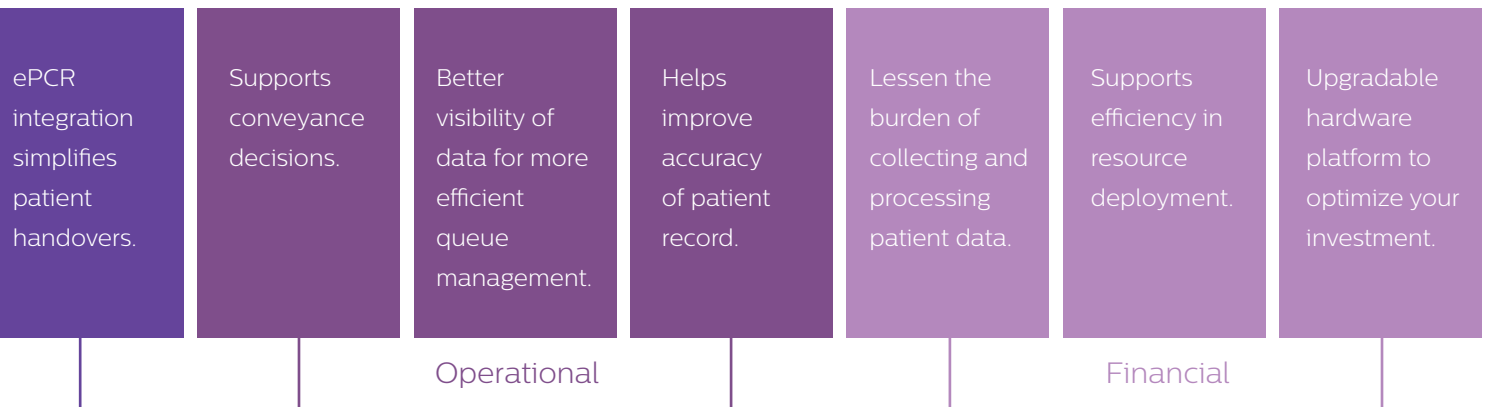 ePCR
integration
simplifies
patient
handovers.
Supports
conveyance
decisions.
Better
visibility of
data for more
efficient
queue
management.
Helps
improve
accuracy
of patient
record.
Lessen the
burden of
collecting and
processing
patient data.
Supports
efficiency in
resource
deployment.
Upgradable
hardware
platform to
optimize your
investment.
Operational
Financial